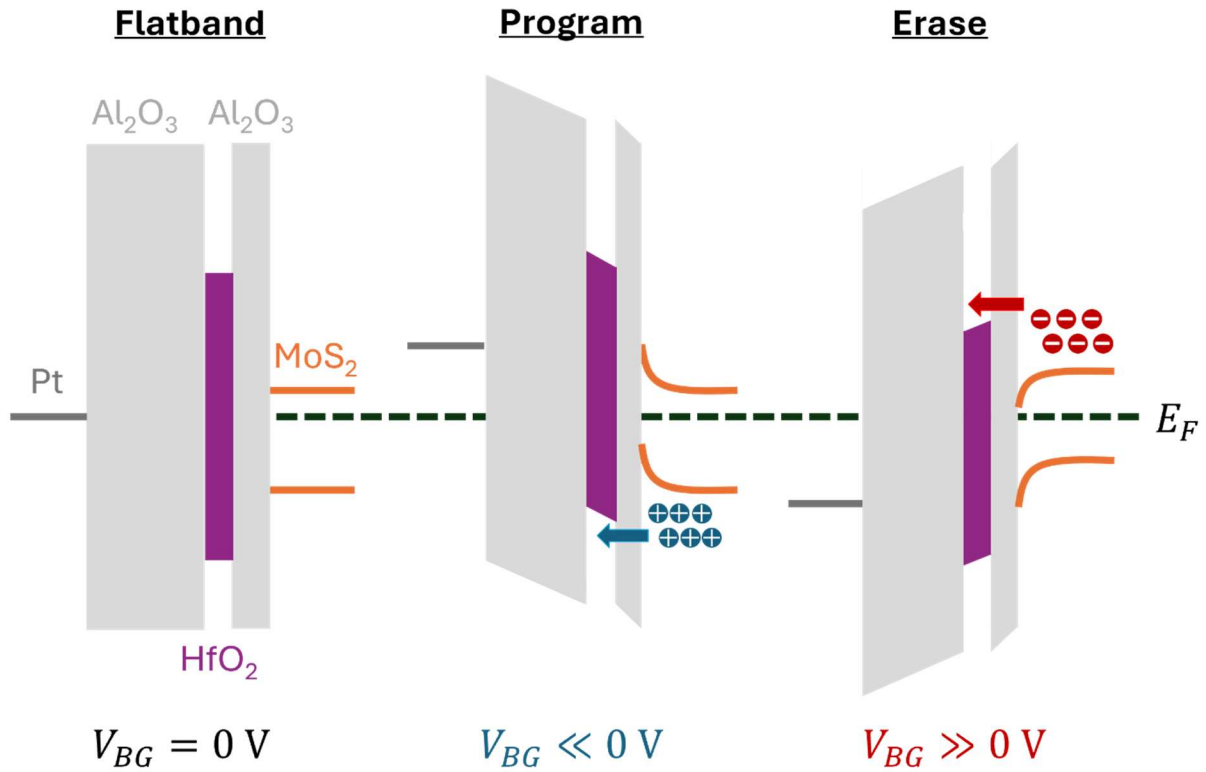 Flatband
Program
Erase
Al₂O₃
Al₂O₃
MoS₂
Pt
E_F
HfO₂
V_BG = 0 V
V_BG ≪ 0 V
V_BG ≫ 0 V